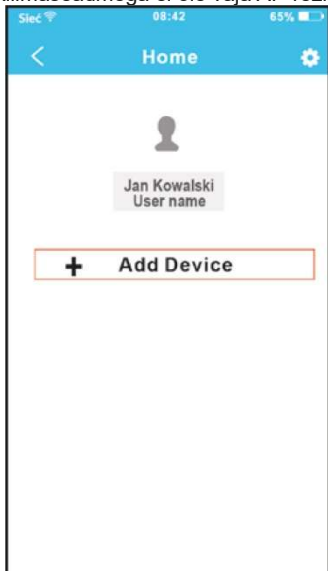 Sieć 08:42 65%
Home
Jan Kowalski
User name
+ Add Device